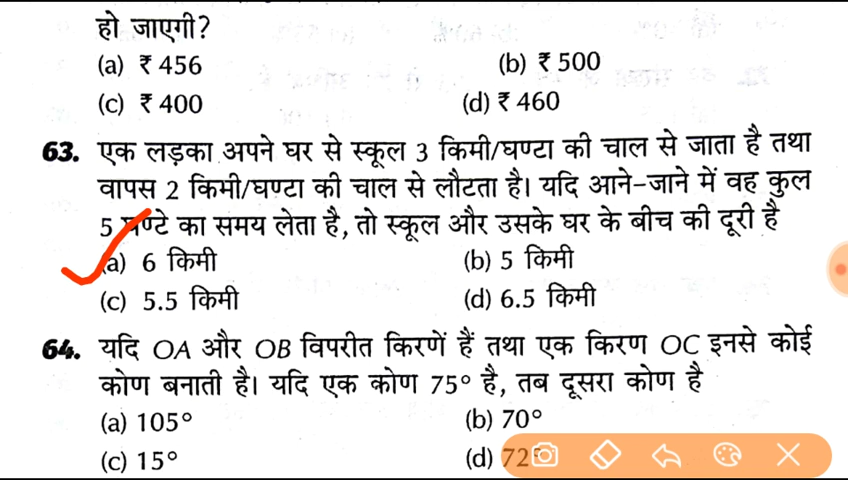 हो जाएगी?
(a) ₹ 456 (b) ₹ 500
(c) ₹ 400 (d) ₹ 460
63. एक लड़का अपने घर से स्कूल 3 किमी/घण्टा की चाल से जाता है तथा
वापस 2 किमी/घण्टा की चाल से लौटता है। यदि आने-जाने में वह कुल
5 घण्टे का समय लेता है, तो स्कूल और उसके घर के बीच की दूरी है
(a) 6 किमी (b) 5 किमी
(c) 5.5 किमी (d) 6.5 किमी
64. यदि OA और OB विपरीत किरणें हैं तथा एक किरण OC इनसे कोई
कोण बनाती है। यदि एक कोण 75° है, तब दूसरा कोण है
(a) 105° (b) 70°
(c) 15° (d) 72°